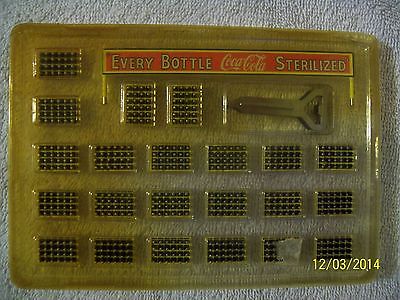 EVERY BOTTLE Coca-Cola STERILIZED
12/03/2014